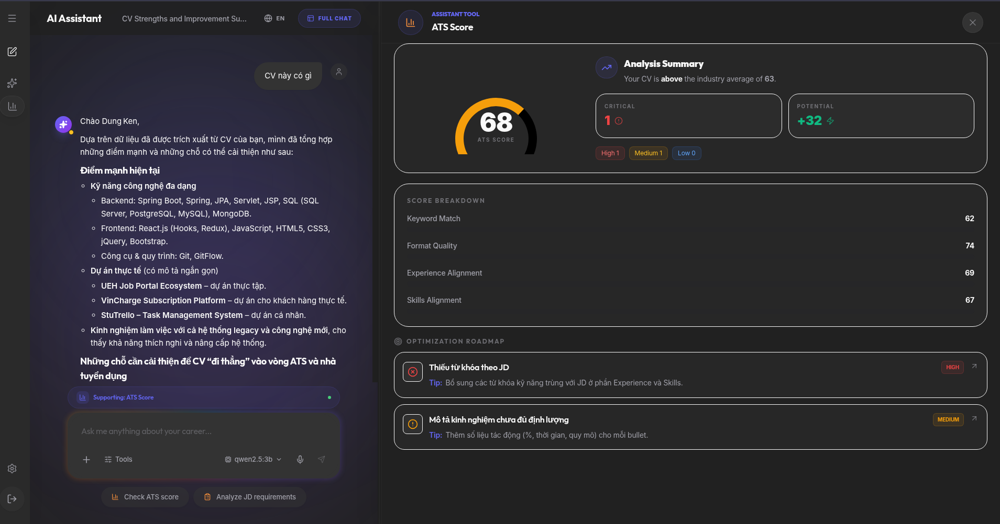 AI Assistant
CV Strengths and Improvement Su...
EN
FULL CHAT
CV này có gì
Chào Dung Ken,
Dựa trên dữ liệu đã được trích xuất từ CV của bạn, mình đã tổng hợp
những điểm mạnh và những chỗ có thể cải thiện như sau:
Điểm mạnh hiện tại
Kỹ năng công nghệ đa dạng
Backend: Spring Boot, Spring, JPA, Servlet, JSP, SQL (SQL
Server, PostgreSQL, MySQL), MongoDB.
Frontend: React.js (Hooks, Redux), JavaScript, HTML5, CSS3,
jQuery, Bootstrap.
Công cụ & quy trình: Git, GitFlow.
Dự án thực tế (có mô tả ngắn gọn)
UEH Job Portal Ecosystem – dự án thực tập.
VinCharge Subscription Platform – dự án cho khách hàng thực tế.
StuTrello – Task Management System – dự án cá nhân.
Kinh nghiệm làm việc với cả hệ thống legacy và công nghệ mới, cho
thấy khả năng thích nghi và nâng cấp hệ thống.
Những chỗ cần cải thiện để CV “đi thẳng” vào vòng ATS và nhà
tuyển dụng
Supporting: ATS Score
Ask me anything about your career...
Tools
qwen2.5:3b
Check ATS score
Analyze JD requirements
ASSISTANT TOOL
ATS Score
68
ATS SCORE
Analysis Summary
Your CV is above the industry average of 63.
CRITICAL
1
POTENTIAL
+32
High 1
Medium 1
Low 0
SCORE BREAKDOWN
Keyword Match 62
Format Quality 74
Experience Alignment 69
Skills Alignment 67
OPTIMIZATION ROADMAP
Thiếu từ khóa theo JD
HIGH
Tip: Bổ sung các từ khóa kỹ năng trùng với JD ở phần Experience và Skills.
Mô tả kinh nghiệm chưa đủ định lượng
MEDIUM
Tip: Thêm số liệu tác động (%, thời gian, quy mô) cho mỗi bullet.